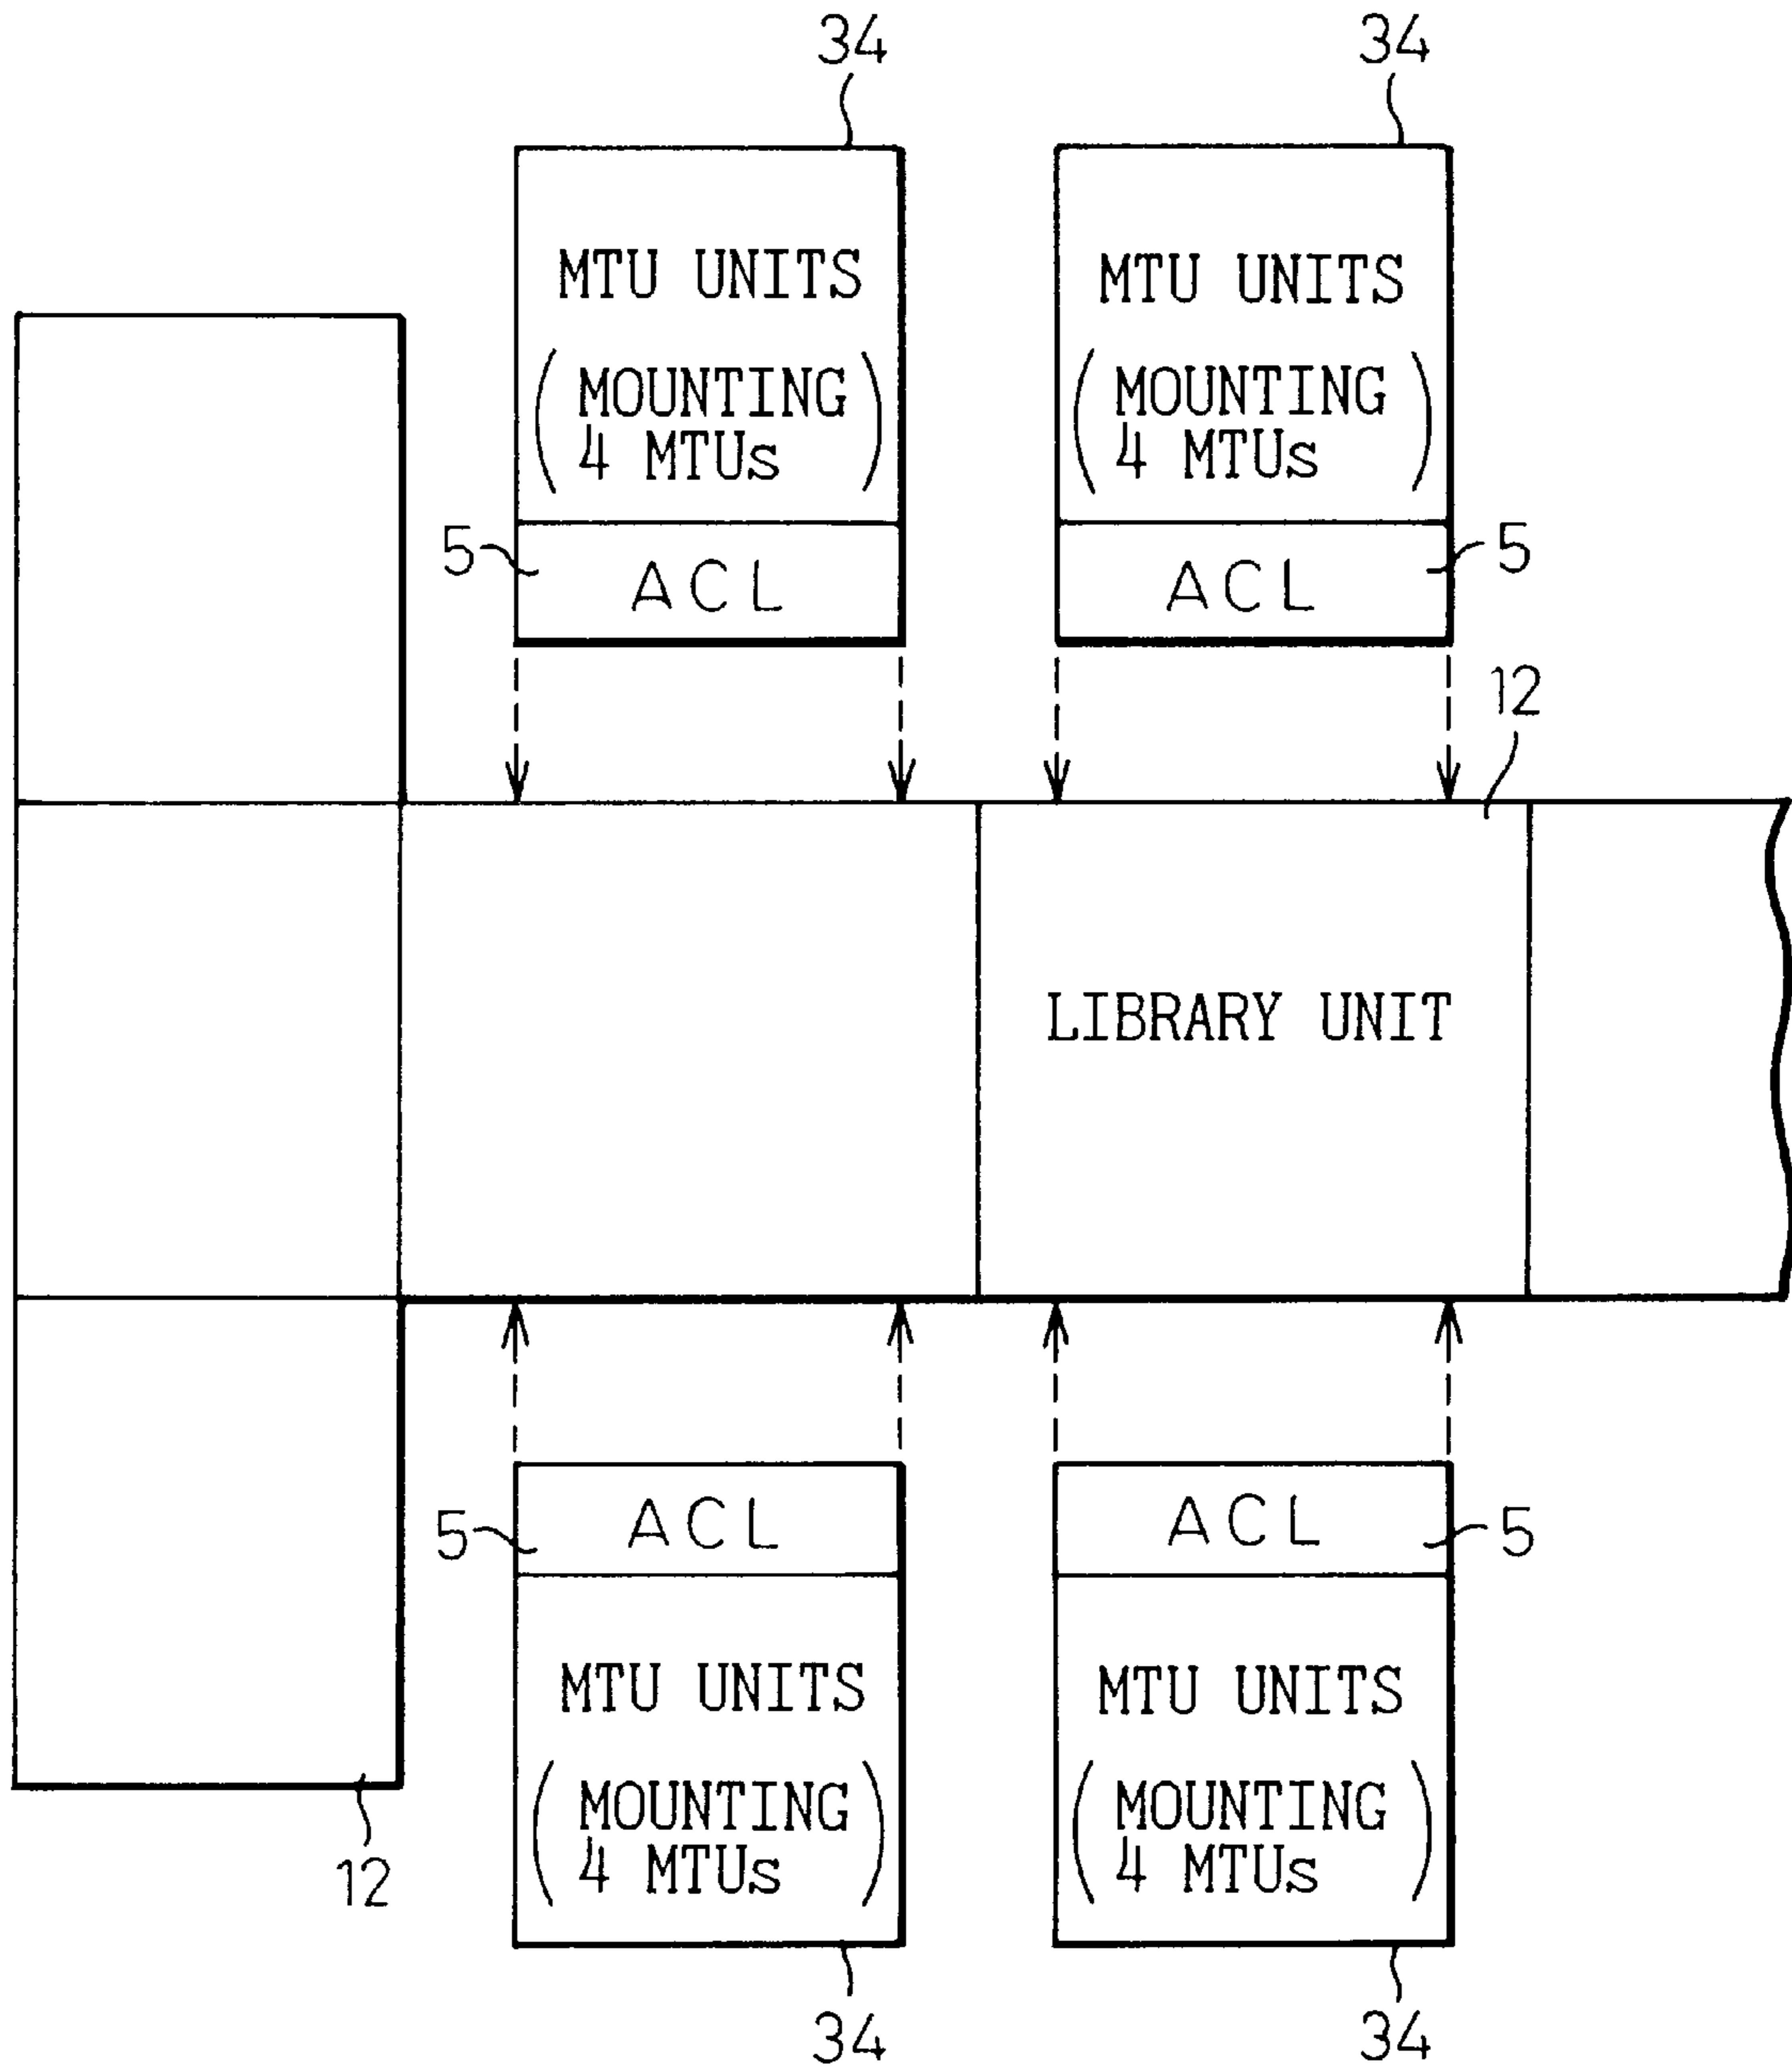 34
34
MTU UNITS
(MOUNTING
4 MTUs)
MTU UNITS
(MOUNTING
4 MTUs)
5
ACL
ACL
5
12
LIBRARY UNIT
5
ACL
ACL
5
MTU UNITS
(MOUNTING
4 MTUs)
MTU UNITS
(MOUNTING
4 MTUs)
12
34
34